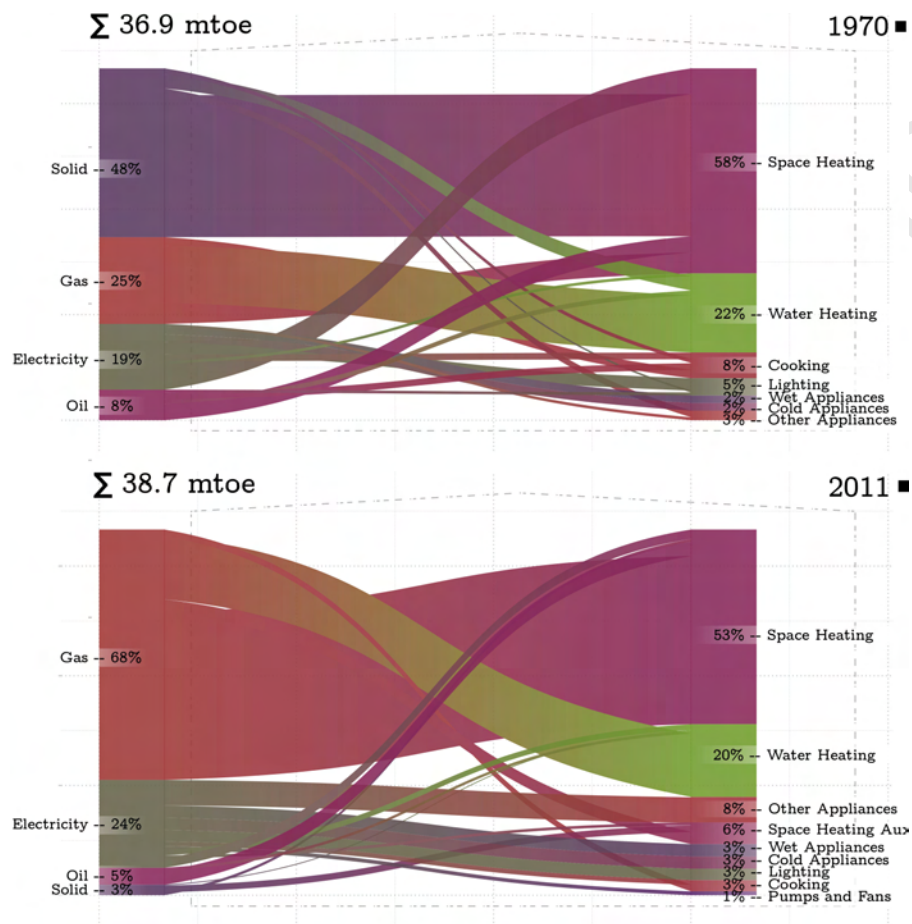 ∑ 36.9 mtoe
1970 ■
Solid -- 48%
58% -- Space Heating
Gas -- 25%
22% -- Water Heating
Electricity -- 19%
8% -- Cooking
5% -- Lighting
2% -- Wet Appliances
Oil -- 8%
2% -- Cold Appliances
3% -- Other Appliances
∑ 38.7 mtoe
2011 ■
53% -- Space Heating
Gas -- 68%
20% -- Water Heating
8% -- Other Appliances
Electricity -- 24%
6% -- Space Heating Aux
3% -- Wet Appliances
3% -- Cold Appliances
3% -- Lighting
Oil -- 5%
3% -- Cooking
Solid -- 3%
1% -- Pumps and Fans